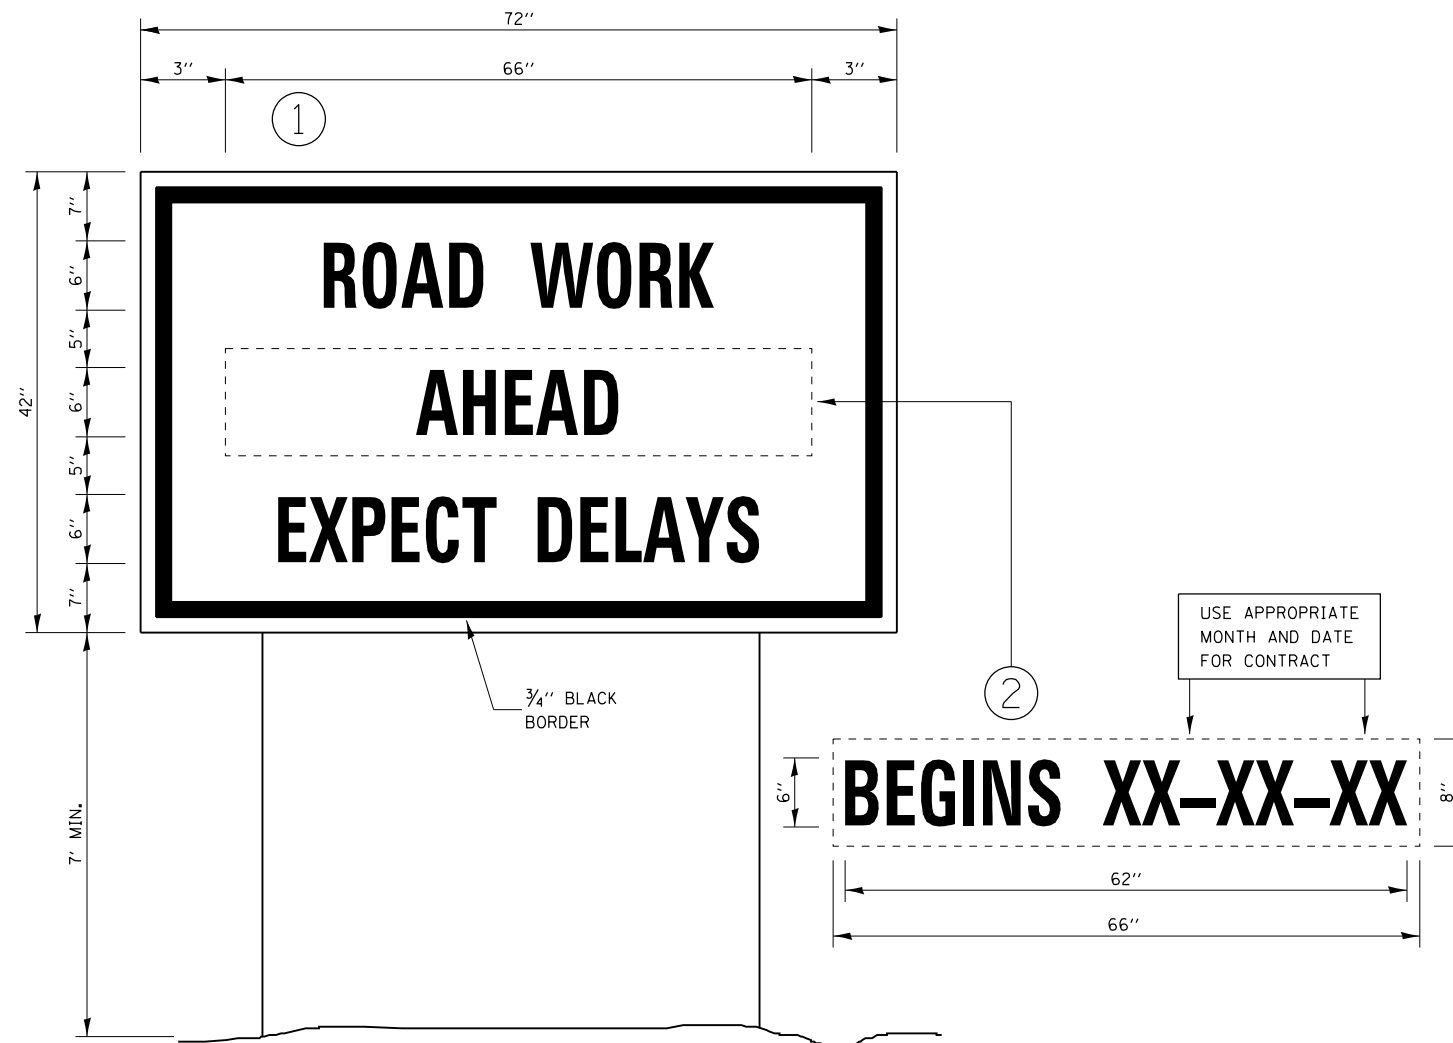 72''
3'' 66'' 3''
1
7''
6''
5''
6''
5''
6''
7''
42''
ROAD WORK
AHEAD
EXPECT DELAYS
3/4'' BLACK
BORDER
7' MIN.
2
USE APPROPRIATE
MONTH AND DATE
FOR CONTRACT
6''
BEGINS XX-XX-XX
8''
62''
66''